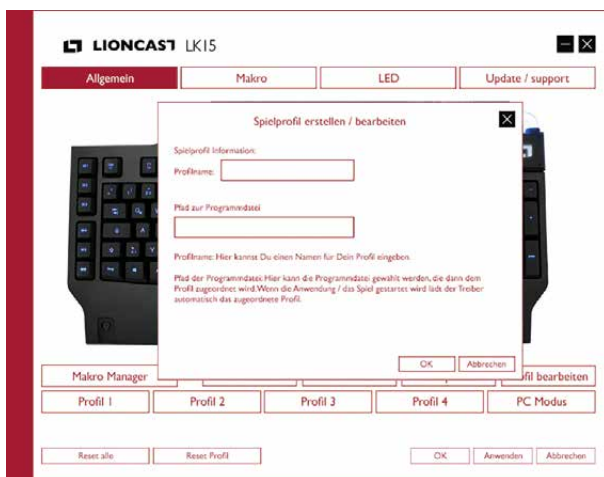 LIONCAST LK15
Allgemein Makro LED Update / support
Spielprofil erstellen / bearbeiten
Spielprofil Information:
Profilname:
Pfad zur Programmdatei
Profilname: Hier kannst Du einen Namen für Dein Profil eingeben
Pfad der Programmdatei: Hier kann die Programmdatei gewählt werden, die dann dem
Profil zugeordnet wird. Wenn die Anwendung / das Spiel gestartet wird lädt der Treiber
automatisch das zugeordnete Profil.
OK Abbrechen
Makro Manager bearbeiten
Profil 1 Profil 2 Profil 3 Profil 4 PC Modus
Reset alle Reset Profil OK Anwenden Abbrechen